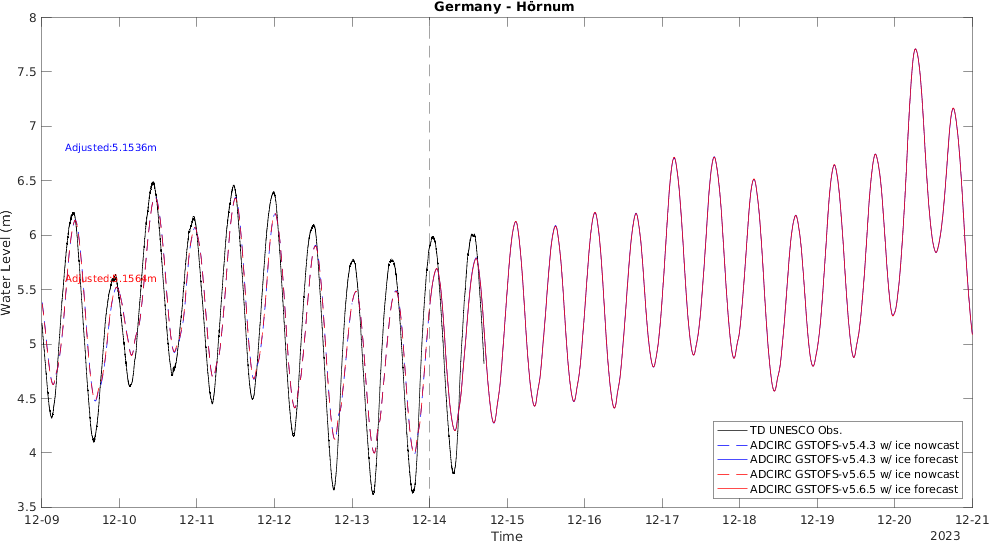 Germany - Hörnum
8
7.5
7
6.5
6
5.5
5
4.5
4
3.5
Water Level (m)
Adjusted:5.1536m
Adjusted:5.1564m
TD UNESCO Obs.
ADCIRC GSTOFS-v5.4.3 w/ ice nowcast
ADCIRC GSTOFS-v5.4.3 w/ ice forecast
ADCIRC GSTOFS-v5.6.5 w/ ice nowcast
ADCIRC GSTOFS-v5.6.5 w/ ice forecast
12-09 12-10 12-11 12-12 12-13 12-14 12-15 12-16 12-17 12-18 12-19 12-20 12-21
Time
2023